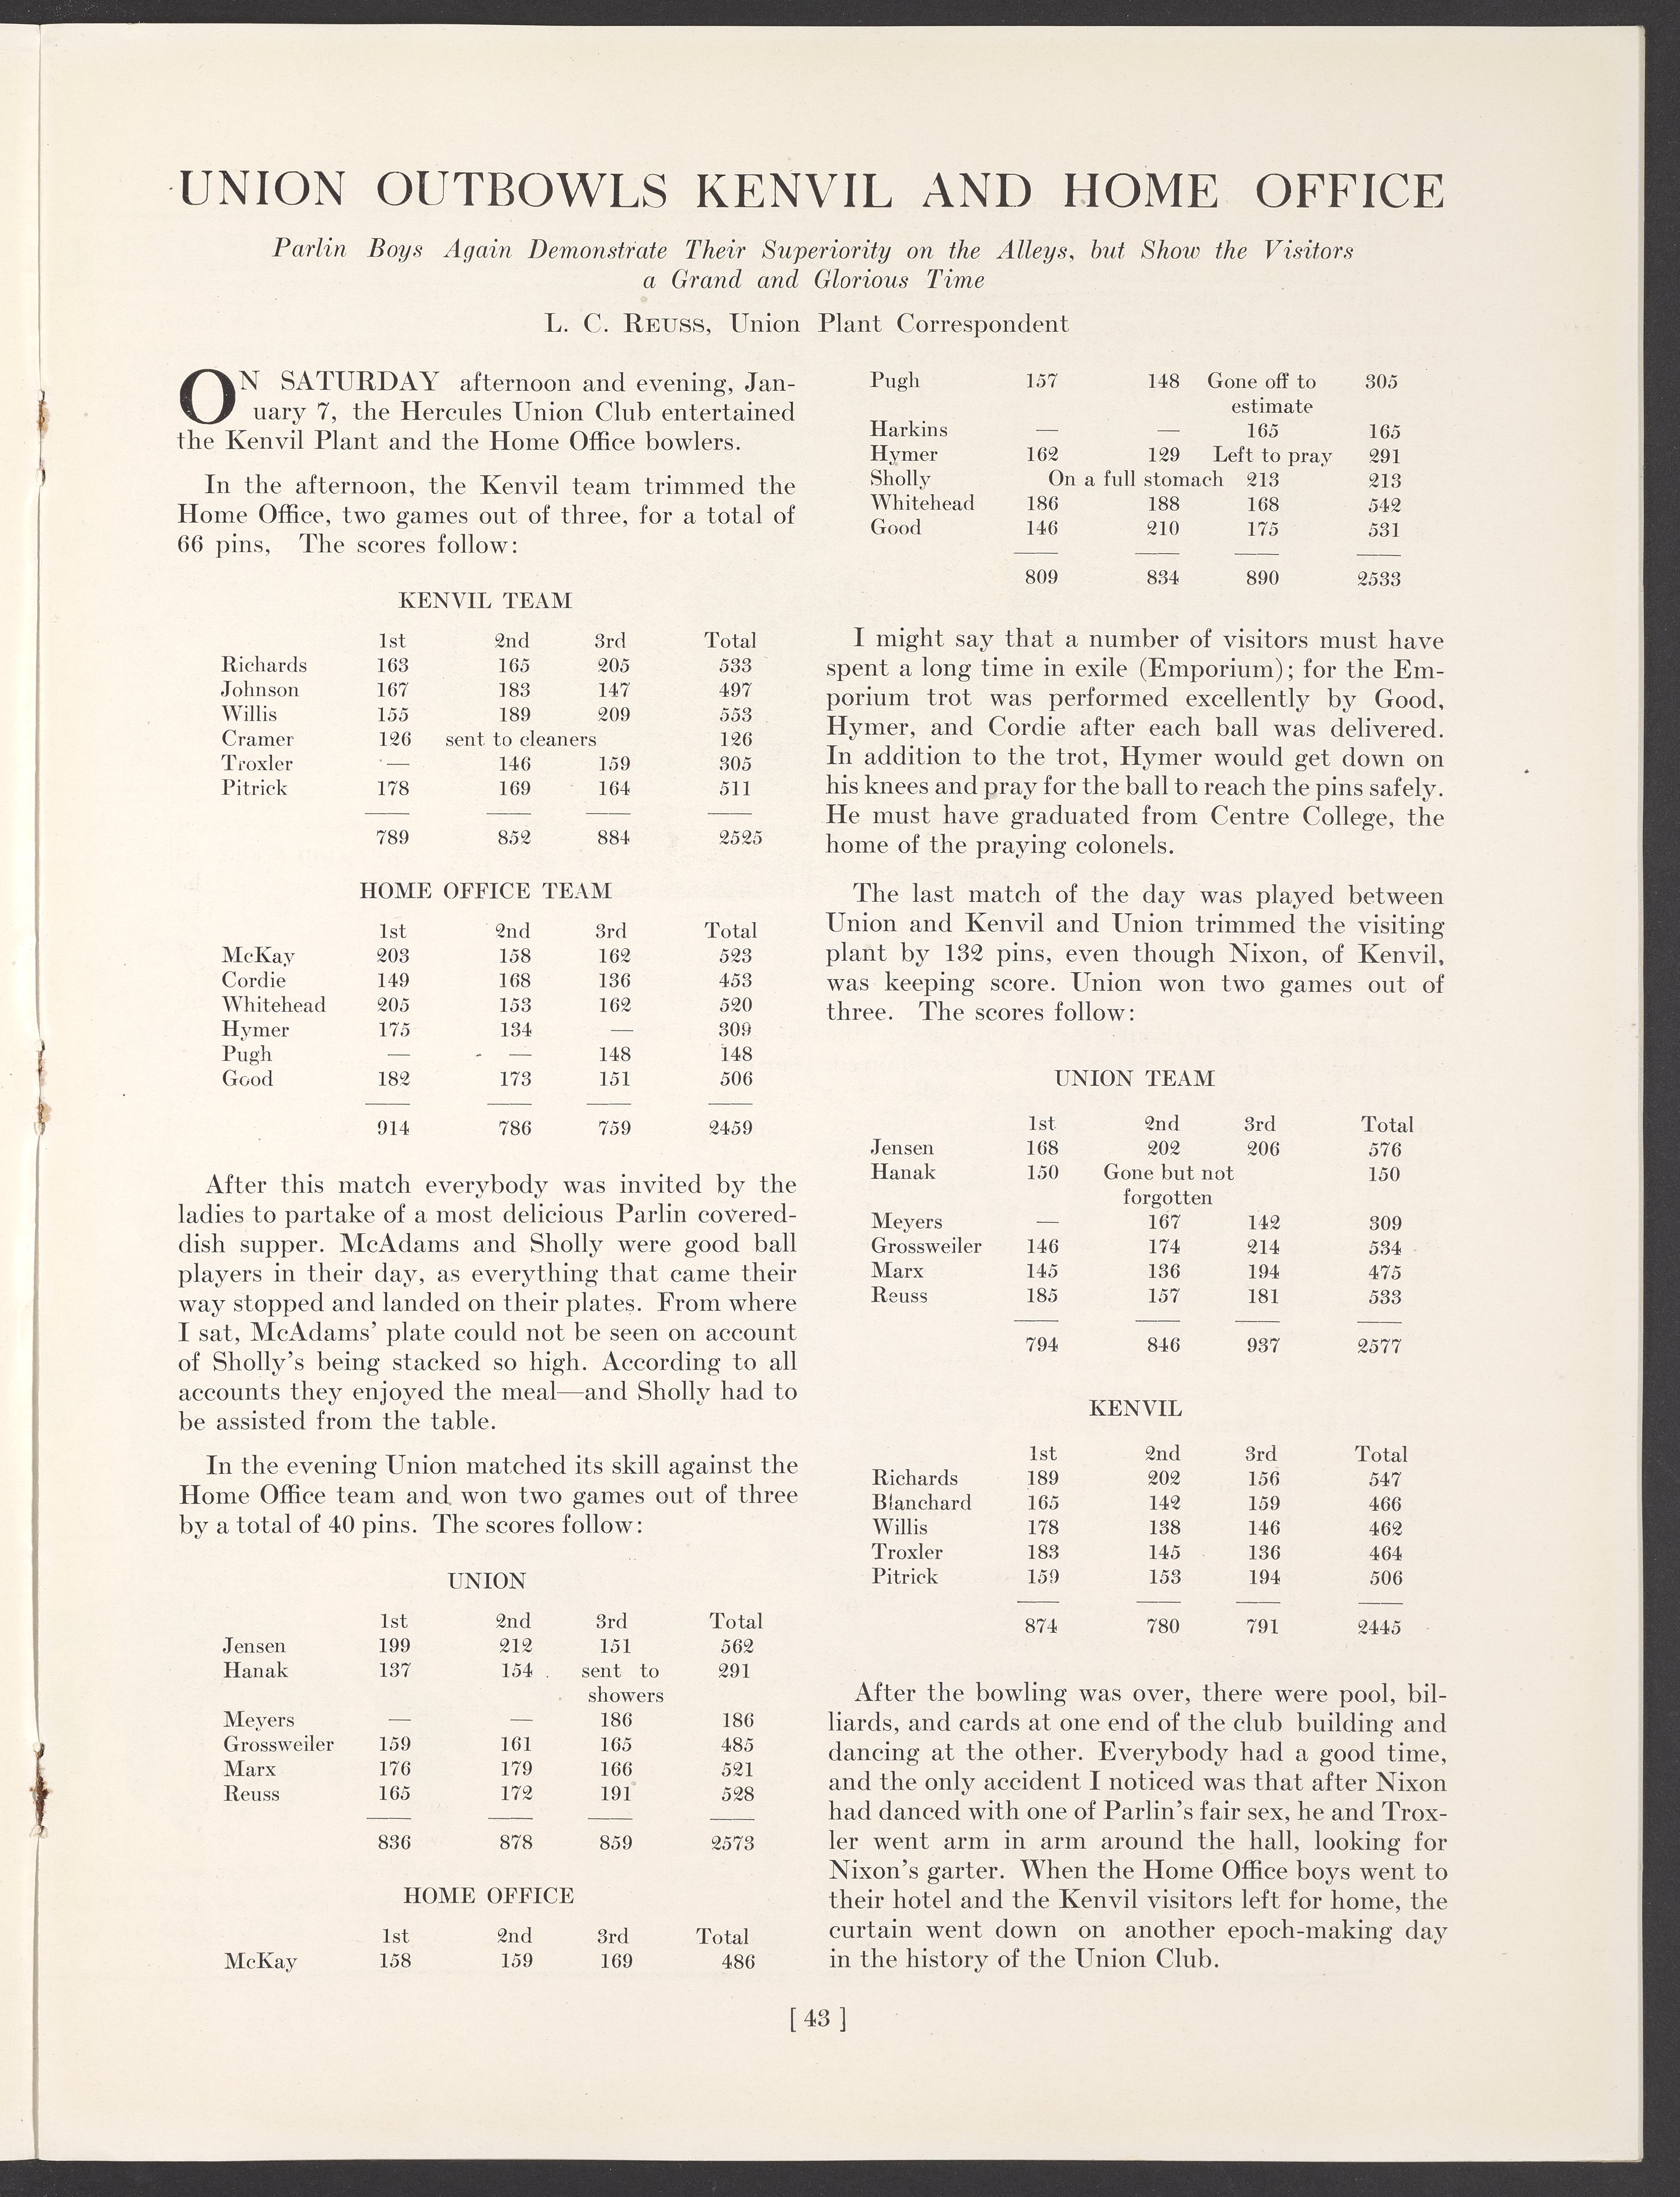 UNION OUTBOWLS KENVIL AND HOME OFFICE
Parlin Boys Again Demonstrate Their Superiority on the Alleys, but Show the Visitors
a Grand and Glorious Time
L. C. REUSS, Union Plant Correspondent
ON SATURDAY afternoon and evening, Jan-
uary 7, the Hercules Union Club entertained
the Kenvil Plant and the Home Office bowlers.
In the afternoon, the Kenvil team trimmed the
Home Office, two games out of three, for a total of
66 pins, The scores follow:
KENVIL TEAM
1st 2nd 3rd Total
Richards 163 165 205 533
Johnson 167 183 147 497
Willis 155 189 209 553
Cramer 126 sent to cleaners 126
Troxler — 146 159 305
Pitrick 178 169 164 511
789 852 884 2525
HOME OFFICE TEAM
1st 2nd 3rd Total
McKay 203 158 162 523
Cordie 149 168 136 453
Whitehead 205 153 162 520
Hymer 175 134 — 309
Pugh — — 148 148
Good 182 173 151 506
914 786 759 2459
After this match everybody was invited by the
ladies to partake of a most delicious Parlin covered-
dish supper. McAdams and Sholly were good ball
players in their day, as everything that came their
way stopped and landed on their plates. From where
I sat, McAdams' plate could not be seen on account
of Sholly's being stacked so high. According to all
accounts they enjoyed the meal—and Sholly had to
be assisted from the table.
In the evening Union matched its skill against the
Home Office team and won two games out of three
by a total of 40 pins. The scores follow:
UNION
1st 2nd 3rd Total
Jensen 199 212 151 562
Hanak 137 154 sent to 291
showers
Meyers — — 186 186
Grossweiler 159 161 165 485
Marx 176 179 166 521
Reuss 165 172 191 528
836 878 859 2573
HOME OFFICE
1st 2nd 3rd Total
McKay 158 159 169 486
Pugh 157 148 Gone off to 305
estimate
Harkins — — 165 165
Hymer 162 129 Left to pray 291
Sholly On a full stomach 213 213
Whitehead 186 188 168 542
Good 146 210 175 531
809 834 890 2533
I might say that a number of visitors must have
spent a long time in exile (Emporium); for the Em-
porium trot was performed excellently by Good,
Hymer, and Cordie after each ball was delivered.
In addition to the trot, Hymer would get down on
his knees and pray for the ball to reach the pins safely.
He must have graduated from Centre College, the
home of the praying colonels.
The last match of the day was played between
Union and Kenvil and Union trimmed the visiting
plant by 132 pins, even though Nixon, of Kenvil,
was keeping score. Union won two games out of
three. The scores follow:
UNION TEAM
1st 2nd 3rd Total
Jensen 168 202 206 576
Hanak 150 Gone but not 150
forgotten
Meyers — 167 142 309
Grossweiler 146 174 214 534
Marx 145 136 194 475
Reuss 185 157 181 533
794 846 937 2577
KENVIL
1st 2nd 3rd Total
Richards 189 202 156 547
Blanchard 165 142 159 466
Willis 178 138 146 462
Troxler 183 145 136 464
Pitrick 159 153 194 506
874 780 791 2445
After the bowling was over, there were pool, bil-
liards, and cards at one end of the club building and
dancing at the other. Everybody had a good time,
and the only accident I noticed was that after Nixon
had danced with one of Parlin's fair sex, he and Trox-
ler went arm in arm around the hall, looking for
Nixon's garter. When the Home Office boys went to
their hotel and the Kenvil visitors left for home, the
curtain went down on another epoch-making day
in the history of the Union Club.
[ 43 ]